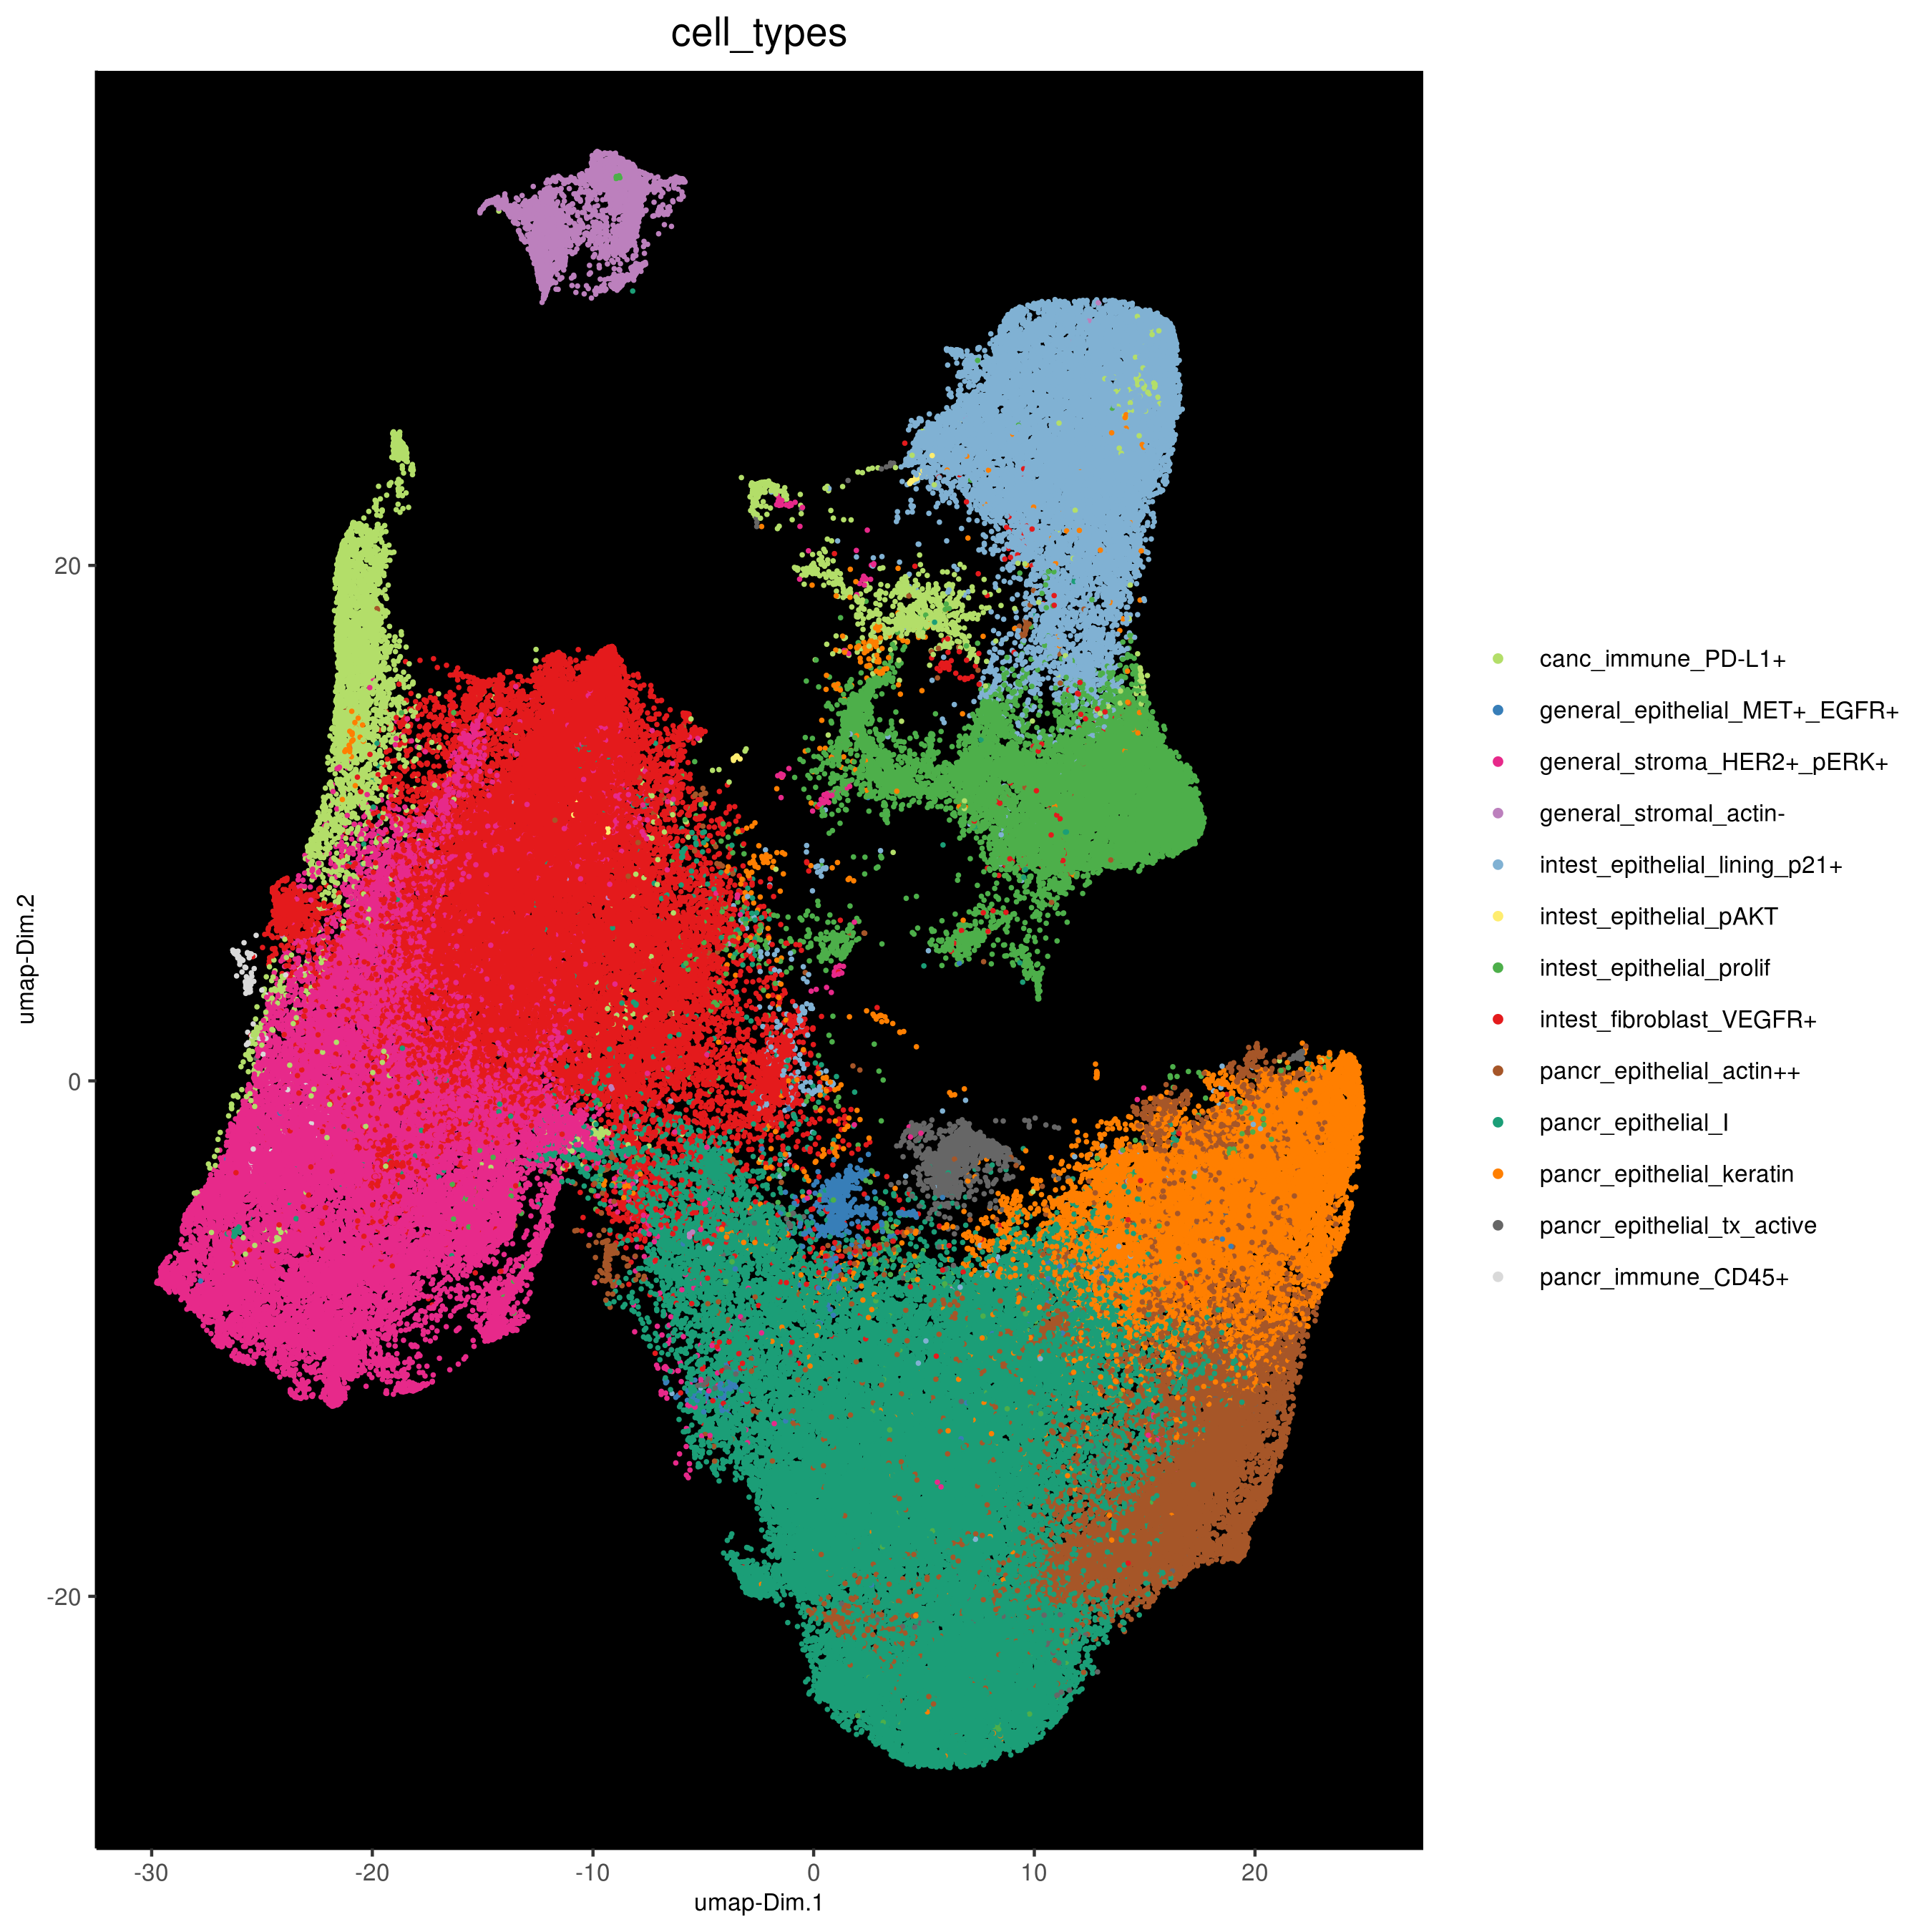 cell_types
umap-Dim.2
20
0
-20
-30
-20
-10
0
10
20
umap-Dim.1
canc_immune_PD-L1+
general_epithelial_MET+_EGFR+
general_stroma_HER2+_pERK+
general_stromal_actin-
intest_epithelial_lining_p21+
intest_epithelial_pAKT
intest_epithelial_prolif
intest_fibroblast_VEGFR+
pancr_epithelial_actin++
pancr_epithelial_I
pancr_epithelial_keratin
pancr_epithelial_tx_active
pancr_immune_CD45+